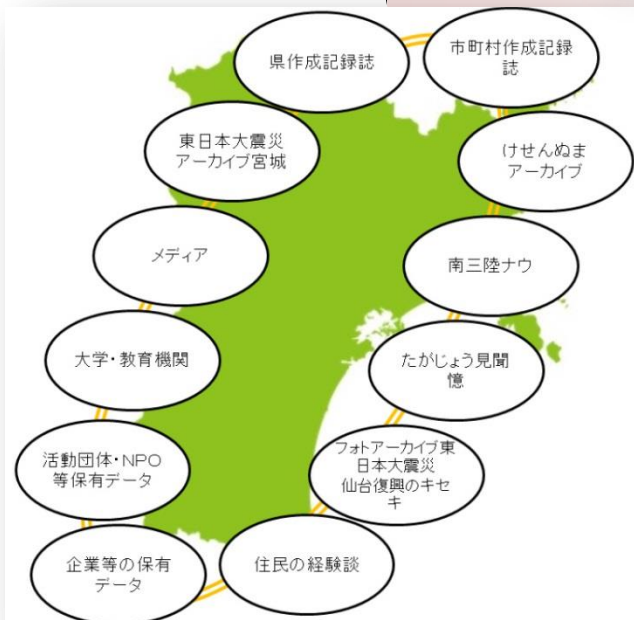 県作成記録誌
市町村作成記録
誌
東日本大震災
アーカイブ宮城
けせんぬま
アーカイブ
メディア
南三陸ナウ
大学・教育機関
たがじょう見聞
憶
活動団体・NPO
等保有データ
フォトアーカイブ東
日本大震災
仙台復興のキセ
キ
企業等の保有
データ
住民の経験談